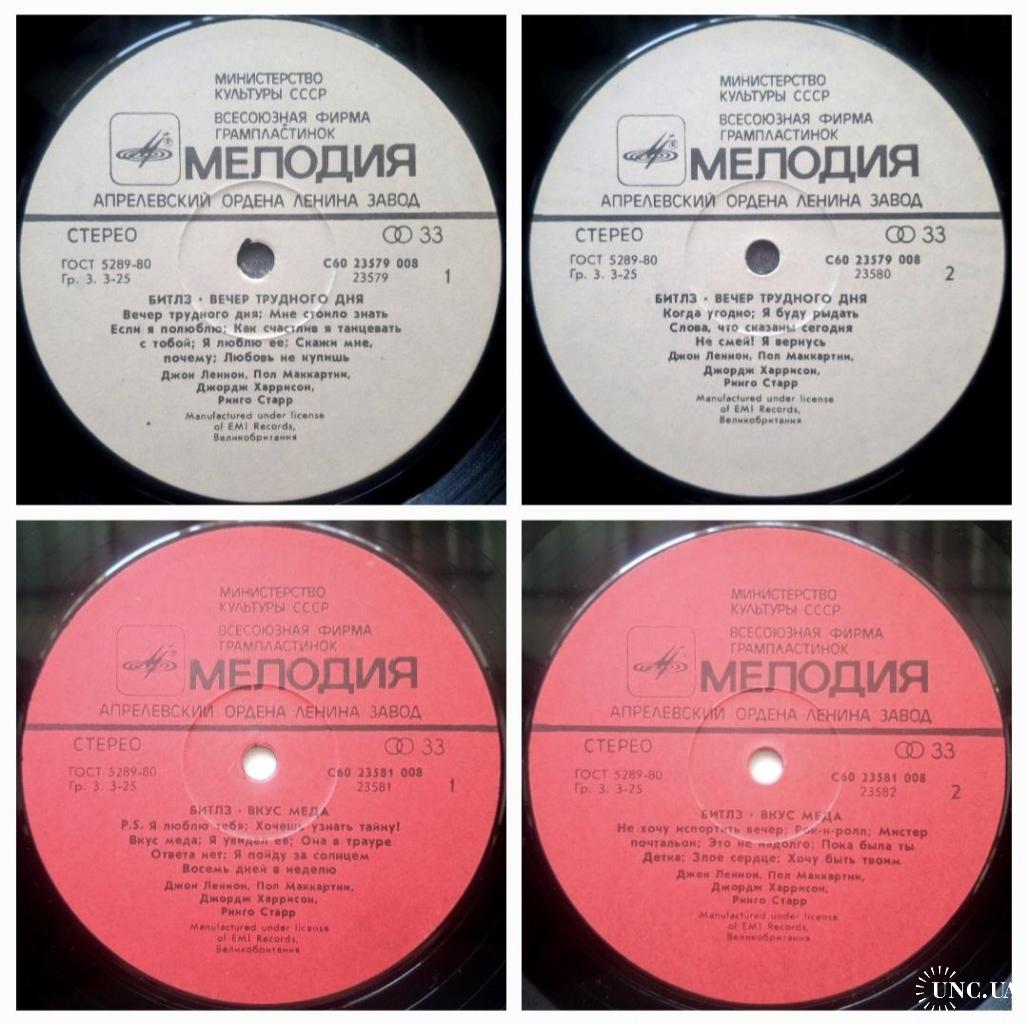 МИНИСТЕРСТВО
КУЛЬТУРЫ СССР
ВСЕСОЮЗНАЯ ФИРМА
ГРАМПЛАСТИНОК
®
МЕЛОДИЯ
АПРЕЛЕВСКИЙ ОРДЕНА ЛЕНИНА ЗАВОД
СТЕРЕО 33
ГОСТ 5289-80 С60 23579 008
Гр. 3. 3-25 23579 1
БИТЛЗ · ВЕЧЕР ТРУДНОГО ДНЯ
Вечер трудного дня; Мне стоило знать
Если я полюблю; Как счастлив я танцевать
с тобой; Я люблю ее; Скажи мне,
почему; Любовь не купишь
Джон Леннон, Пол Маккартни,
Джордж Харрисон,
Ринго Старр
Manufactured under license
of EMI Records,
Великобритания
МИНИСТЕРСТВО
КУЛЬТУРЫ СССР
ВСЕСОЮЗНАЯ ФИРМА
ГРАМПЛАСТИНОК
®
МЕЛОДИЯ
АПРЕЛЕВСКИЙ ОРДЕНА ЛЕНИНА ЗАВОД
СТЕРЕО 33
ГОСТ 5289-80 С60 23579 008
Гр. 3. 3-25 23580 2
БИТЛЗ · ВЕЧЕР ТРУДНОГО ДНЯ
Когда угодно; Я буду рыдать
Слова, что сказаны сегодня
Не смей! Я вернусь
Джон Леннон, Пол Маккартни,
Джордж Харрисон,
Ринго Старр
Manufactured under license
of EMI Records,
Великобритания
МИНИСТЕРСТВО
КУЛЬТУРЫ СССР
ВСЕСОЮЗНАЯ ФИРМА
ГРАМПЛАСТИНОК
®
МЕЛОДИЯ
АПРЕЛЕВСКИЙ ОРДЕНА ЛЕНИНА ЗАВОД
СТЕРЕО 33
ГОСТ 5289-80 С60 23581 008
Гр. 3. 3-25 23581 1
БИТЛЗ · ВКУС МЕДА
P.S. Я люблю тебя; Хочешь узнать тайну!
Вкус меда; Я увидел ее; Она в трауре
Ответа нет; Я пойду за солнцем
Восемь дней в неделю
Джон Леннон, Пол Маккартни,
Джордж Харрисон,
Ринго Старр
Manufactured under license
of EMI Records,
Великобритания
МИНИСТЕРСТВО
КУЛЬТУРЫ СССР
ВСЕСОЮЗНАЯ ФИРМА
ГРАМПЛАСТИНОК
®
МЕЛОДИЯ
АПРЕЛЕВСКИЙ ОРДЕНА ЛЕНИНА ЗАВОД
СТЕРЕО 33
ГОСТ 5289-80 С60 23581 008
Гр. 3. 3-25 23582 2
БИТЛЗ · ВКУС МЕДА
Не хочу испортить вечер; Рок-н-ролл; Мистер
почтальон; Это не надолго; Пока была ты
Детка; Злое сердце; Хочу быть твоим
Джон Леннон, Пол Маккартни,
Джордж Харрисон,
Ринго Старр
Manufactured under license
of EMI Records,
Великобритания
UNC.UA